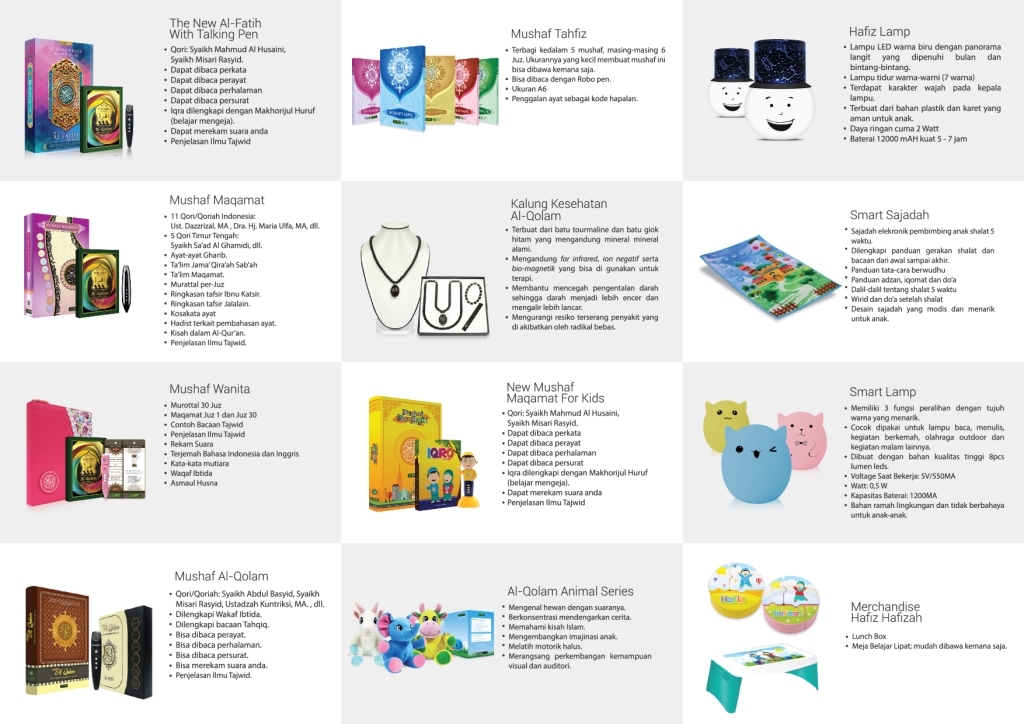 The New Al-Fatih
With Talking Pen
• Qori: Syaikh Mahmud Al Husaini,
Syaikh Misari Rasyid.
• Dapat dibaca perkata
• Dapat dibaca perayat
• Dapat dibaca perhalaman
• Dapat dibaca persurat
• Iqra dilengkapi dengan Makhorijul Huruf
(belajar mengeja).
• Dapat merekam suara anda
• Penjelasan Ilmu Tajwid
Mushaf Tahfiz
• Terbagi kedalam 5 mushaf, masing-masing 6
Juz. Ukurannya yang kecil membuat mushaf ini
bisa dibawa kemana saja.
• Bisa dibaca dengan Robo pen.
• Ukuran A6
• Penggalan ayat sebagai kode hapalan.
Hafiz Lamp
• Lampu LED warna biru dengan panorama
langit yang dipenuhi bulan dan
bintang-bintang.
• Lampu tidur warna-warni (7 warna)
• Terdapat karakter wajah pada kepala
lampu.
• Terbuat dari bahan plastik dan karet yang
aman untuk anak.
• Daya ringan cuma 2 Watt
• Baterai 12000 mAH kuat 5 - 7 jam
Mushaf Maqamat
• 11 Qori/Qoriah Indonesia:
Ust. Dazzrizal, MA , Dra. Hj. Maria Ulfa, MA, dll.
• 5 Qori Timur Tengah:
Syaikh Sa'ad Al Ghamidi, dll.
• Ayat-ayat Gharib.
• Ta'lim Jama' Qira'ah Sab'ah
• Ta'lim Maqamat.
• Murattal per-Juz
• Ringkasan tafsir Ibnu Katsir.
• Ringkasan tafsir Jalalain.
• Kosakata ayat
• Hadist terkait pembahasan ayat.
• Kisah dalam Al-Qur'an.
• Penjelasan Ilmu Tajwid.
Kalung Kesehatan
Al-Qolam
• Terbuat dari batu tourmaline dan batu giok
hitam yang mengandung mineral mineral
alami.
• Mengandung far infrared, ion negatif serta
bio-magnetik yang bisa di gunakan untuk
terapi.
• Membantu mencegah pengentalan darah
sehingga darah menjadi lebih encer dan
mengalir lebih lancar.
• Mengurangi resiko terserang penyakit yang
di akibatkan oleh radikal bebas.
Smart Sajadah
• Sajadah elekronik pembimbing anak shalat 5
waktu.
• Dilengkapi panduan gerakan shalat dan
bacaan dari awal sampai akhir.
• Panduan tata-cara berwudhu
• Panduan adzan, iqomat dan do'a
• Dalil-dalil tentang shalat 5 waktu
• Wirid dan do'a setelah shalat
• Desain sajadah yang modis dan menarik
untuk anak.
Mushaf Wanita
• Murottal 30 Juz
• Maqamat Juz 1 dan Juz 30
• Contoh Bacaan Tajwid
• Penjelasan Ilmu Tajwid
• Rekam Suara
• Terjemah Bahasa Indonesia dan Inggris
• Kata-kata mutiara
• Waqaf Ibtida
• Asmaul Husna
New Mushaf
Maqamat For Kids
• Qori: Syaikh Mahmud Al Husaini,
Syaikh Misari Rasyid.
• Dapat dibaca perkata
• Dapat dibaca perayat
• Dapat dibaca perhalaman
• Dapat dibaca persurat
• Iqra dilengkapi dengan Makhorijul Huruf
(belajar mengeja).
• Dapat merekam suara anda
• Penjelasan Ilmu Tajwid
IQRO
Smart Lamp
• Memiliki 3 fungsi peralihan dengan tujuh
warna yang menarik.
• Cocok dipakai untuk lampu baca, menulis,
kegiatan berkemah, olahraga outdoor dan
kegiatan malam lainnya.
• Dibuat dengan bahan kualitas tinggi 8pcs
lumen leds.
• Voltage Saat Bekerja: 5V/550MA
• Watt: 0,5 W
• Kapasitas Baterai: 1200MA
• Bahan ramah lingkungan dan tidak berbahaya
untuk anak-anak.
Mushaf Al-Qolam
• Qori/Qoriah: Syaikh Abdul Basyid, Syaikh
Misari Rasyid, Ustadzah Kuntriksi, MA. , dll.
• Dilengkapi Wakaf Ibtida.
• Dilengkapi bacaan Tahqiq.
• Bisa dibaca perayat.
• Bisa dibaca perhalaman.
• Bisa dibaca persurat.
• Bisa merekam suara anda.
• Penjelasan Ilmu Tajwid.
Al-Qolam Animal Series
• Mengenal hewan dengan suaranya.
• Berkonsentrasi mendengarkan cerita.
• Memahami kisah Islam.
• Mengembangkan imajinasi anak.
• Melatih motorik halus.
• Merangsang perkembangan kemampuan
visual dan auditori.
Hafiz
Merchandise
Hafiz Hafizah
• Lunch Box
• Meja Belajar Lipat; mudah dibawa kemana saja.